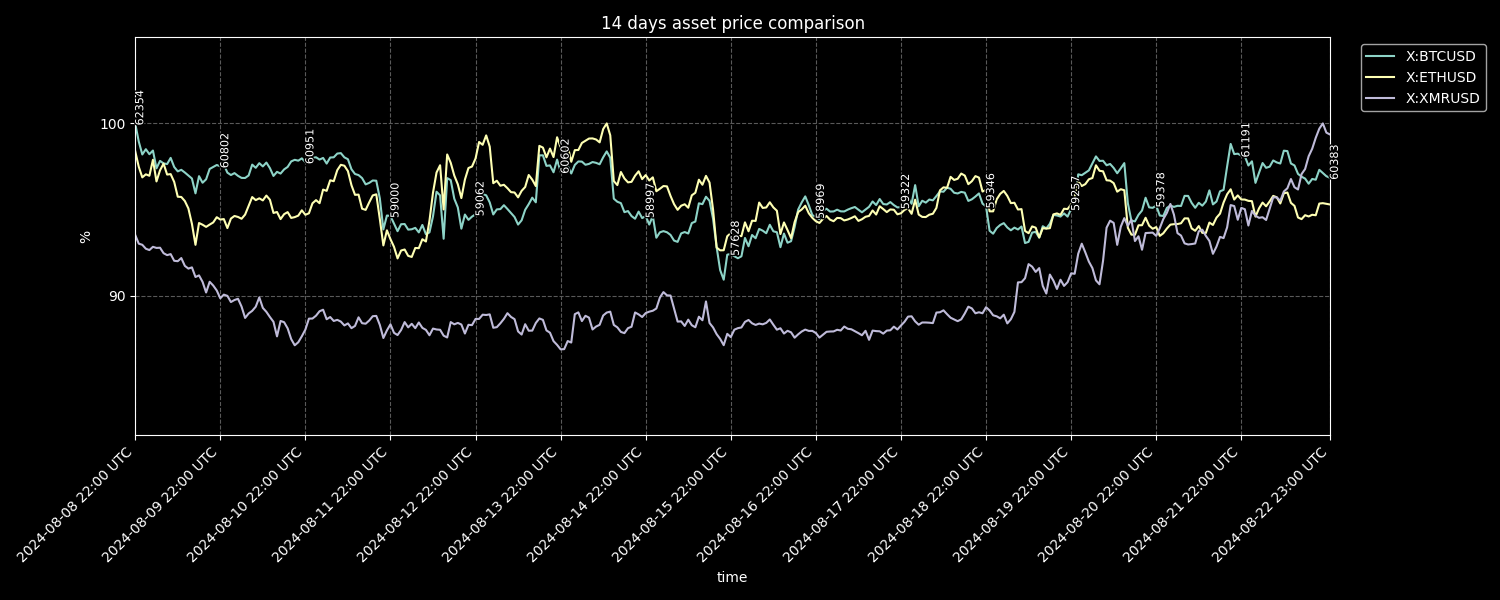 14 days asset price comparison
X:BTCUSD
X:ETHUSD
X:XMRUSD
100
90
%
62354
60802
60951
59000
59062
60602
58997
57628
58969
59322
59346
59257
59378
61191
60383
2024-08-08 22:00 UTC
2024-08-09 22:00 UTC
2024-08-10 22:00 UTC
2024-08-11 22:00 UTC
2024-08-12 22:00 UTC
2024-08-13 22:00 UTC
2024-08-14 22:00 UTC
2024-08-15 22:00 UTC
2024-08-16 22:00 UTC
2024-08-17 22:00 UTC
2024-08-18 22:00 UTC
2024-08-19 22:00 UTC
2024-08-20 22:00 UTC
2024-08-21 22:00 UTC
2024-08-22 23:00 UTC
time